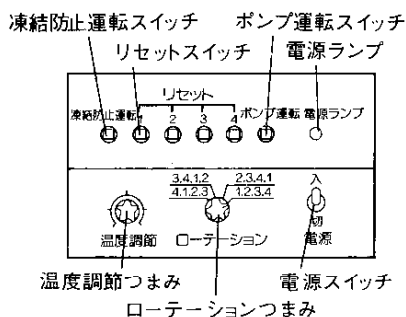 凍結防止運転スイッチ ポンプ運転スイッチ
リセットスイッチ 電源ランプ
リセット
凍結防止運転 1 2 3 4 ポンプ運転 電源ランプ
3.4.1.2 2.3.4.1 入
4.1.2.3 1.2.3.4
切
温度調節 ローテーション 電源
温度調節つまみ 電源スイッチ
ローテーションつまみ